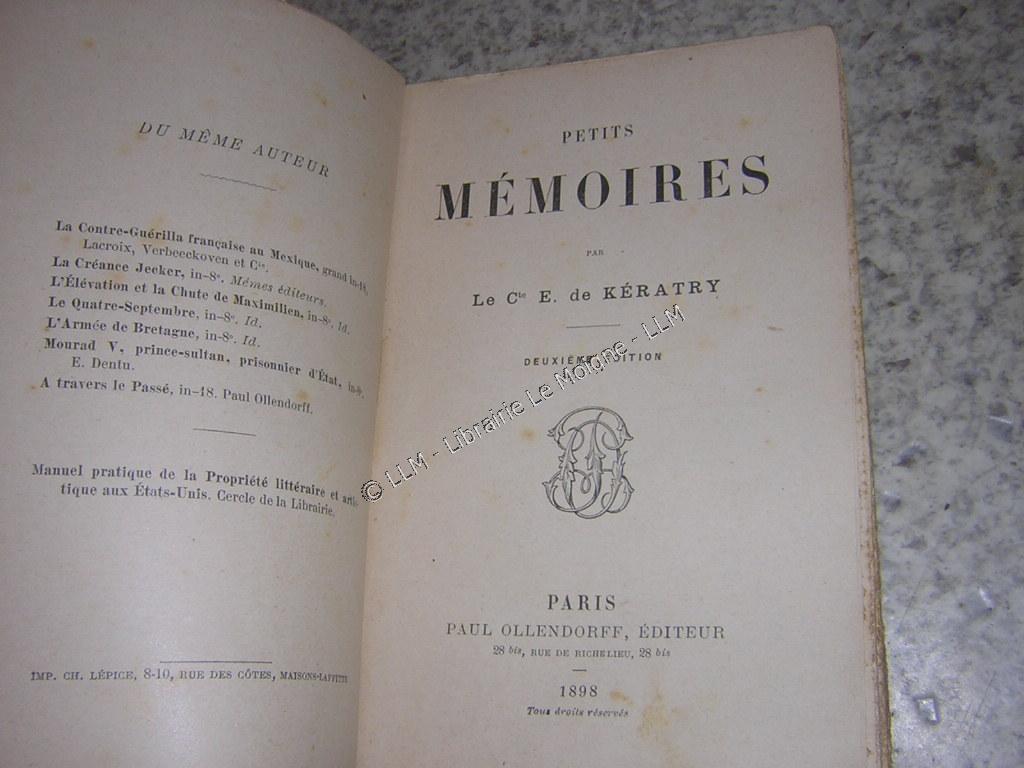 DU MÊME AUTEUR
La Contre-Guérilla française au Mexique, grand in-18.
Lacroix, Verbeeckoven et Cie.
La Créance Jecker, in-8º. Mêmes éditeurs.
L'Élévation et la Chute de Maximilien, in-8º. Id.
Le Quatre-Septembre, in-8º. Id.
L'Armée de Bretagne, in-8º. Id.
Mourad V, prince-sultan, prisonnier d'État, in-8º.
E. Dentu.
A travers le Passé, in-18. Paul Ollendorff.
Manuel pratique de la Propriété littéraire et artis-
tique aux États-Unis. Cercle de la Librairie.
IMP. CH. LÉPICE, 8-10, RUE DES CÔTES, MAISONS-LAFFITTE
PETITS
MÉMOIRES
PAR
Le Cte E. de KÉRATRY
DEUXIÈME ÉDITION
© LLM - Librairie Le Moigne - LLM
PARIS
PAUL OLLENDORFF, ÉDITEUR
28 bis, RUE DE RICHELIEU, 28 bis
1898
Tous droits réservés